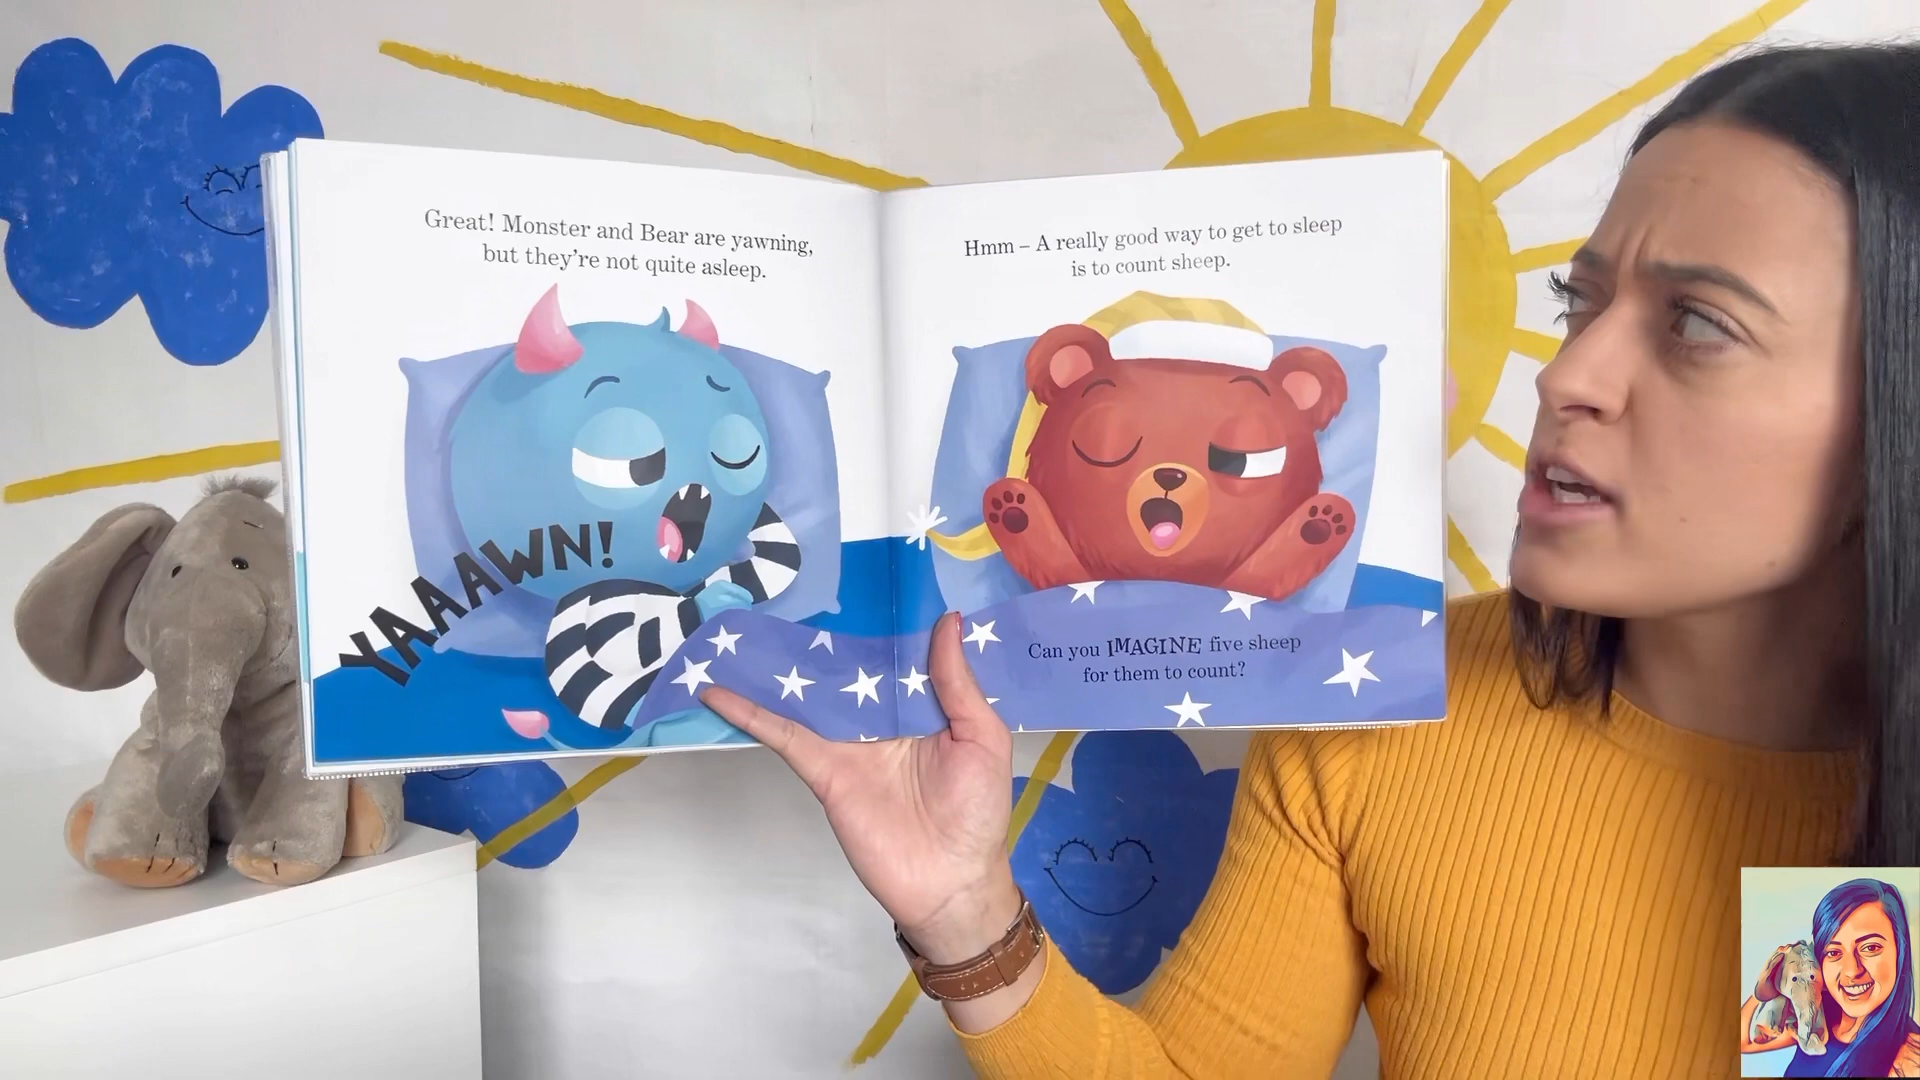 Great! Monster and Bear are yawning,
but they're not quite asleep.
YAAAWN!
Hmm – A really good way to get to sleep
is to count sheep.
Can you IMAGINE five sheep
for them to count?